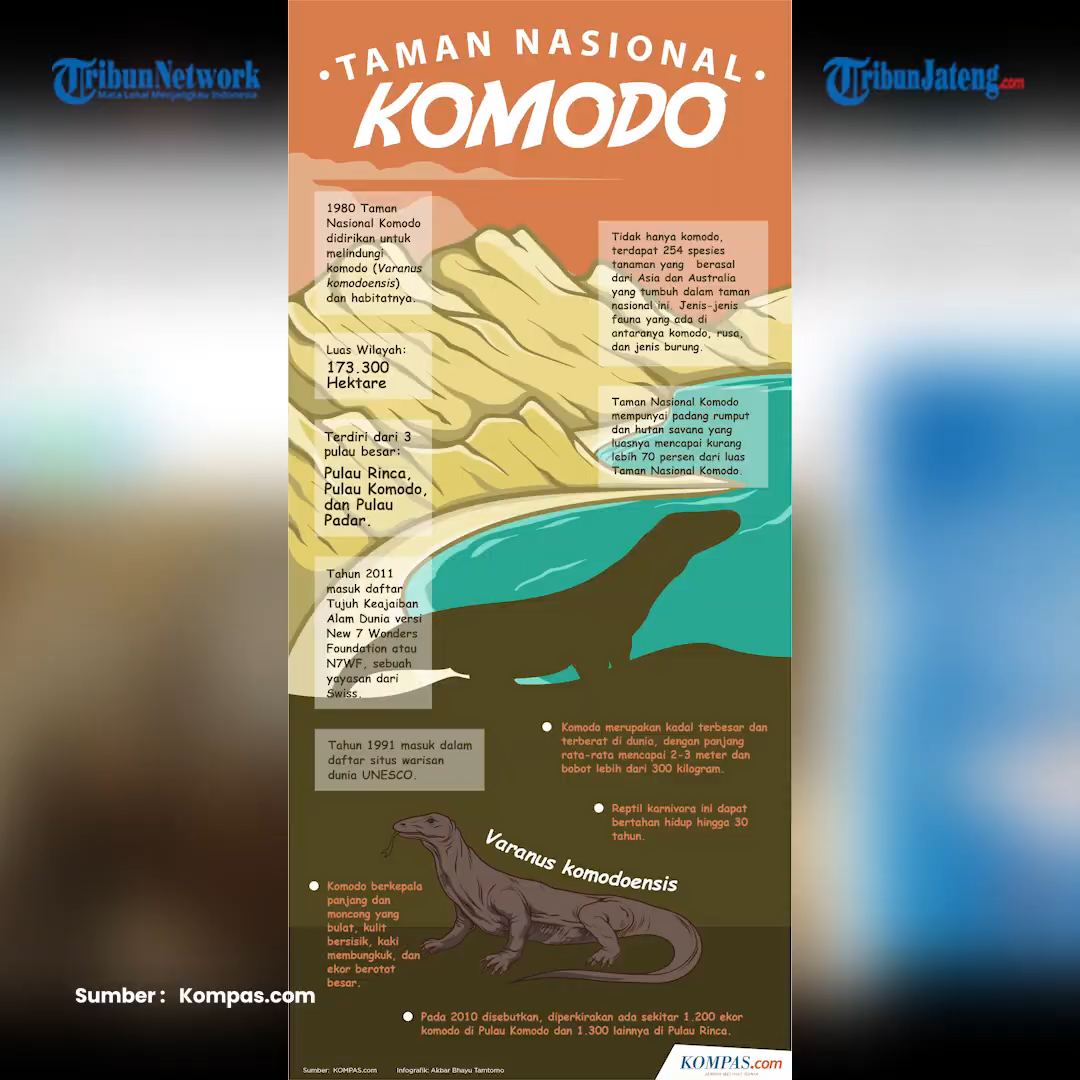 TribunNetwork
Mata Lokal Menjangkau Indonesia
TribunJateng.com
• TAMAN NASIONAL •
KOMODO
1980 Taman
Nasional Komodo
didirikan untuk
melindungi
komodo (Varanus
komodoensis)
dan habitatnya.
Luas Wilayah:
173.300
Hektare
Terdiri dari 3
pulau besar:
Pulau Rinca,
Pulau Komodo,
dan Pulau
Padar.
Tahun 2011
masuk daftar
Tujuh Keajaiban
Alam Dunia versi
New 7 Wonders
Foundation atau
N7WF, sebuah
yayasan dari
Swiss.
Tahun 1991 masuk dalam
daftar situs warisan
dunia UNESCO.
Tidak hanya komodo,
terdapat 254 spesies
tanaman yang berasal
dari Asia dan Australia
yang tumbuh dalam taman
nasional ini. Jenis-jenis
fauna yang ada di
antaranya komodo, rusa,
dan jenis burung.
Taman Nasional Komodo
mempunyai padang rumput
dan hutan savana yang
luasnya mencapai kurang
lebih 70 persen dari luas
Taman Nasional Komodo.
Komodo merupakan kadal terbesar dan
terberat di dunia, dengan panjang
rata-rata mencapai 2-3 meter dan
bobot lebih dari 300 kilogram.
Reptil karnivara ini dapat
bertahan hidup hingga 30
tahun.
Varanus komodoensis
Komodo berkepala
panjang dan
moncong yang
bulat, kulit
bersisik, kaki
membungkuk, dan
ekor berotot
besar.
Sumber: Kompas.com
Pada 2010 disebutkan, diperkirakan ada sekitar 1.200 ekor
komodo di Pulau Komodo dan 1.300 lainnya di Pulau Rinca.
Sumber: KOMPAS.com
Infografik: Akbar Bhayu Tamtomo
KOMPAS.com
JERNIH MELIHAT DUNIA